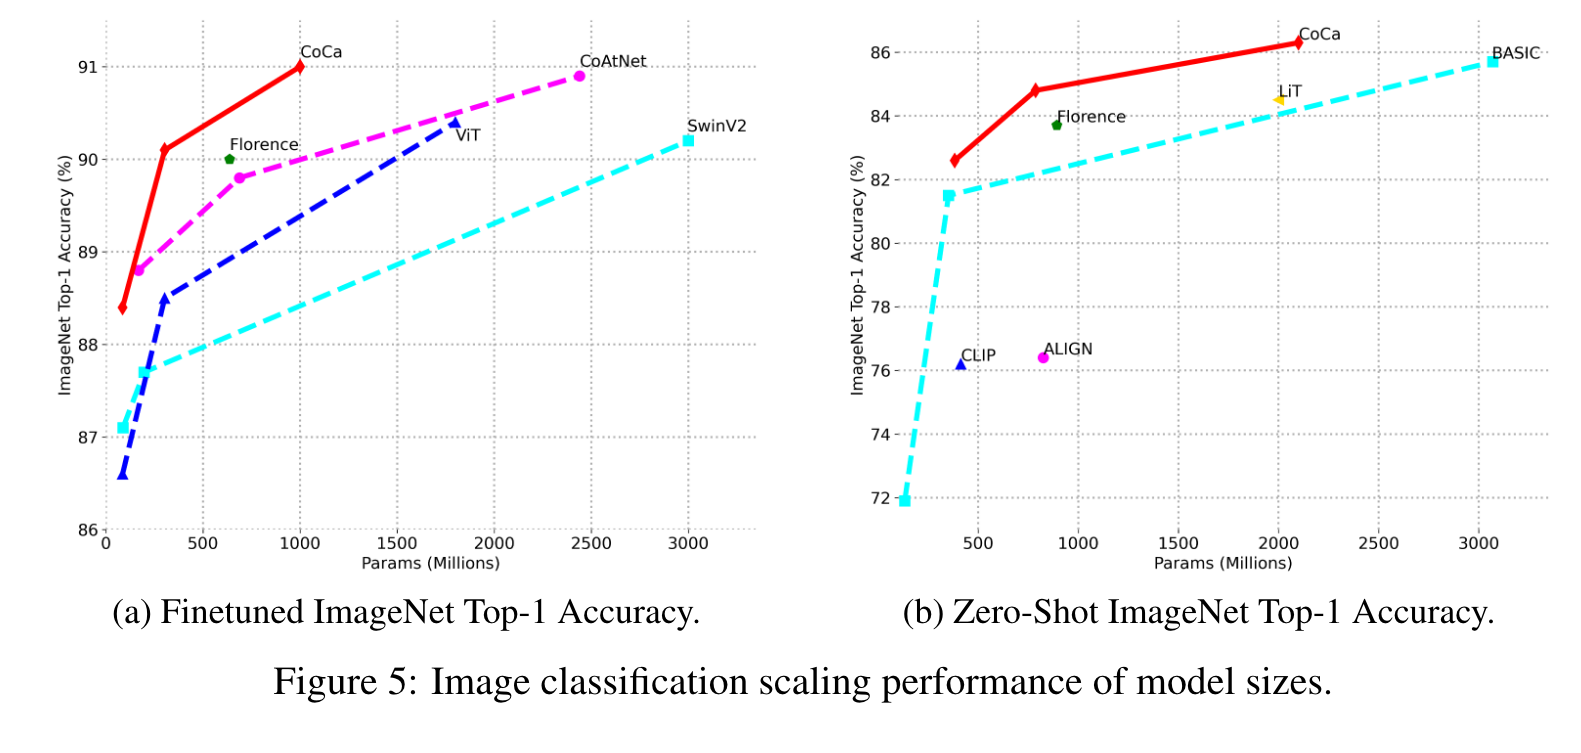 ImageNet Top-1 Accuracy (%)
91
90
89
88
87
86
CoCa
CoAtNet
Florence
ViT
SwinV2
0 500 1000 1500 2000 2500 3000
Params (Millions)
(a) Finetuned ImageNet Top-1 Accuracy.
ImageNet Top-1 Accuracy (%)
86
84
82
80
78
76
74
72
CoCa
BASIC
LiT
Florence
ALIGN
CLIP
500 1000 1500 2000 2500 3000
Params (Millions)
(b) Zero-Shot ImageNet Top-1 Accuracy.
Figure 5: Image classification scaling performance of model sizes.